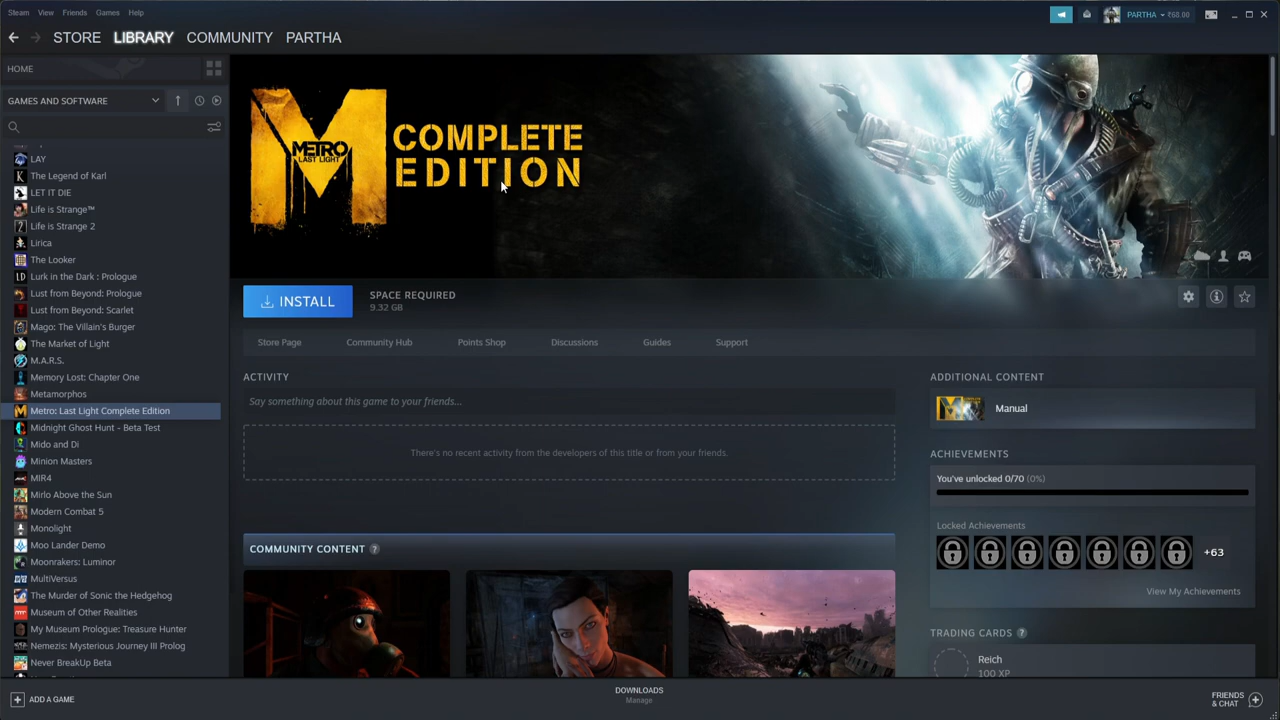 Steam View Friends Games Help
PARTHA ₹68.00
STORE LIBRARY COMMUNITY PARTHA
HOME
GAMES AND SOFTWARE
LAY
The Legend of Karl
LET IT DIE
Life is Strange™
Life is Strange 2
Lirica
The Looker
Lurk in the Dark : Prologue
Lust from Beyond: Prologue
Lust from Beyond: Scarlet
Mago: The Villain's Burger
The Market of Light
M.A.R.S.
Memory Lost: Chapter One
Metamorphos
Metro: Last Light Complete Edition
Midnight Ghost Hunt - Beta Test
Mido and Di
Minion Masters
MIR4
Mirlo Above the Sun
Modern Combat 5
Monolight
Moo Lander Demo
Moonrakers: Luminor
MultiVersus
The Murder of Sonic the Hedgehog
Museum of Other Realities
My Museum Prologue: Treasure Hunter
Nemezis: Mysterious Journey III Prolog
Never BreakUp Beta
METRO
LAST LIGHT
COMPLETE
EDITION
INSTALL
SPACE REQUIRED
9.32 GB
Store Page Community Hub Points Shop Discussions Guides Support
ACTIVITY
Say something about this game to your friends...
There's no recent activity from the developers of this title or from your friends.
COMMUNITY CONTENT ?
ADDITIONAL CONTENT
Manual
ACHIEVEMENTS
You've unlocked 0/70 (0%)
Locked Achievements
+63
View My Achievements
TRADING CARDS ?
Reich
100 XP
ADD A GAME
DOWNLOADS
Manage
FRIENDS
& CHAT